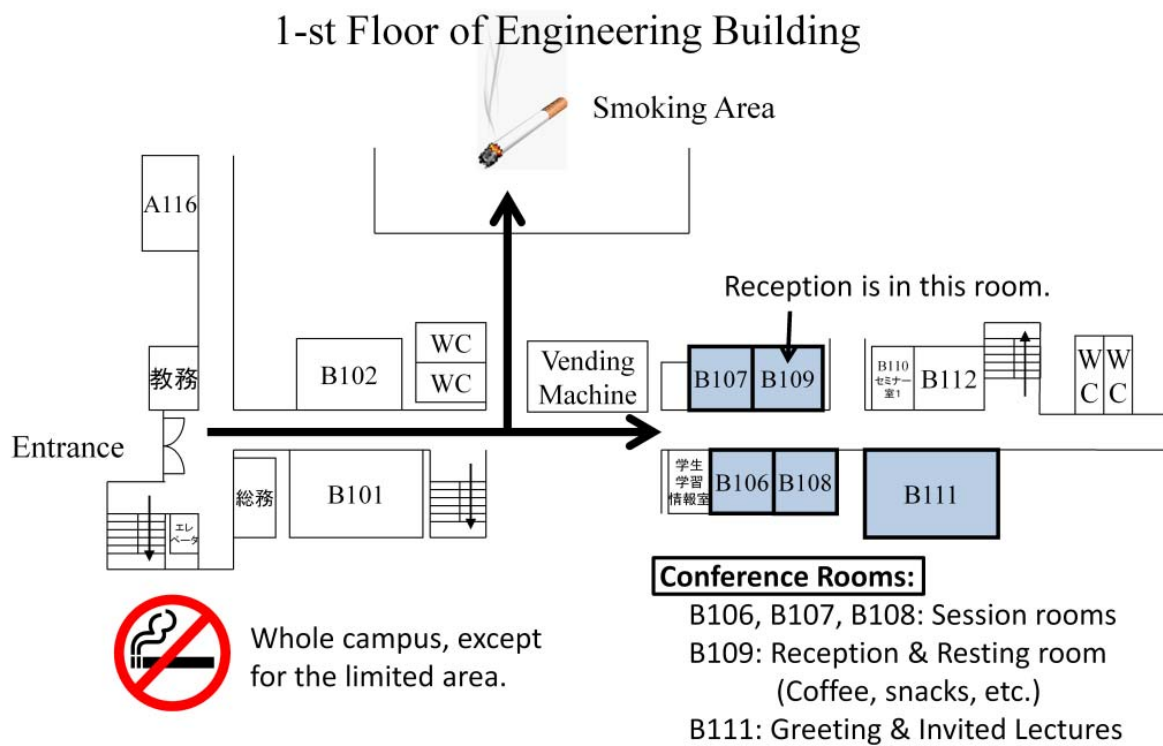 1-st Floor of Engineering Building
Smoking Area
A116
Reception is in this room.
教務
B102
WC
WC
Vending
Machine
B107
B109
B110
セミナー
室1
B112
WC
WC
Entrance
総務
B101
学生
学習
情報室
B106
B108
B111
エレ
ベータ
Conference Rooms:
B106, B107, B108: Session rooms
B109: Reception & Resting room
(Coffee, snacks, etc.)
B111: Greeting & Invited Lectures
Whole campus, except
for the limited area.